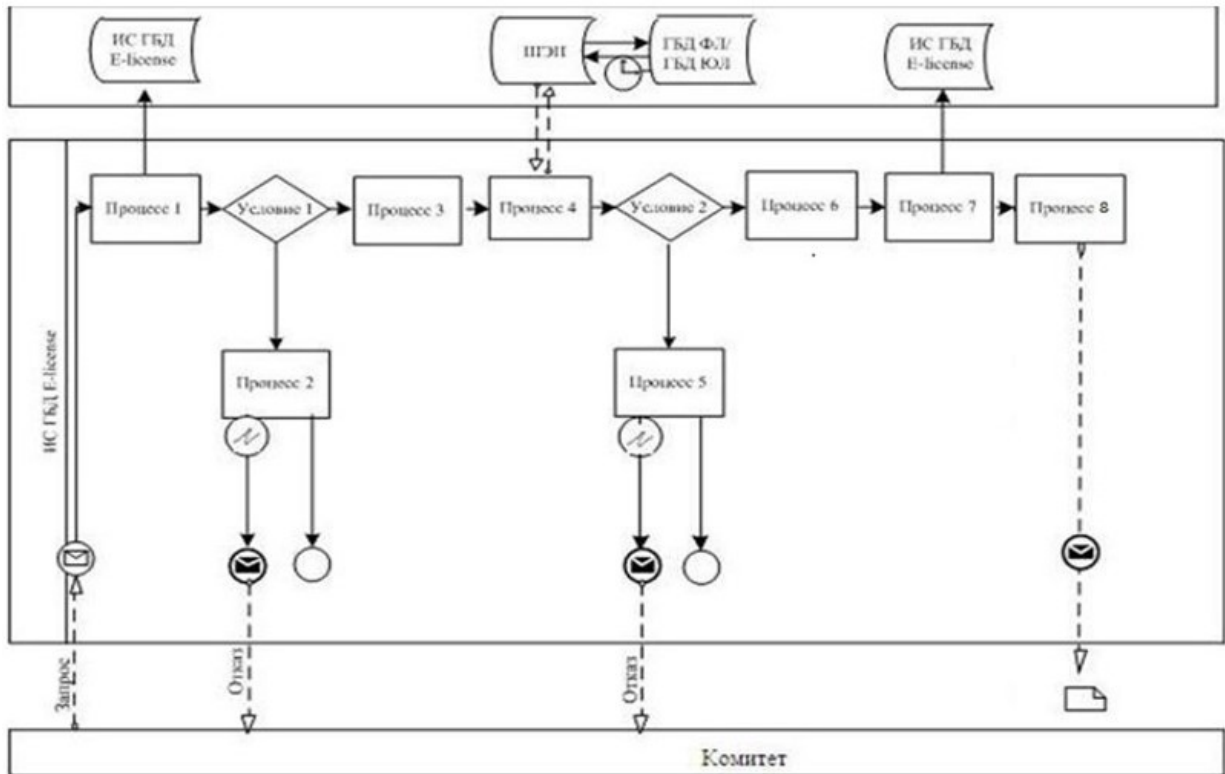 ИС ГБД
E-license
ШЭП
ГБД ФЛ/
ГБД ЮЛ
ИС ГБД
E-license
Процесс 1
Условие 1
Процесс 3
Процесс 4
Условие 2
Процесс 6
Процесс 7
Процесс 8
Процесс 2
Процесс 5
ИС ГБД E-license
Запрос
Отказ
Отказ
Комитет